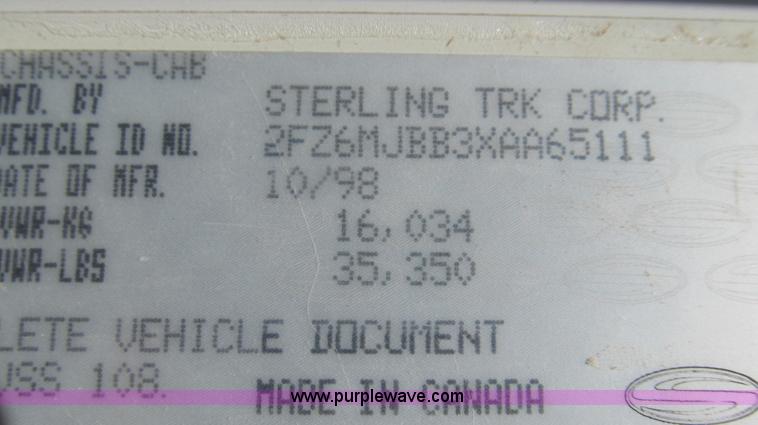 CHASSIS-CAB
MFD. BY STERLING TRK CORP.
VEHICLE ID NO. 2FZ6MJBB3XAA65111
DATE OF MFR. 10/98
VWR-KG 16,034
VWR-LBS 35,350
LETE VEHICLE DOCUMENT
VSS 108.
MADE IN CANADA
www.purplewave.com